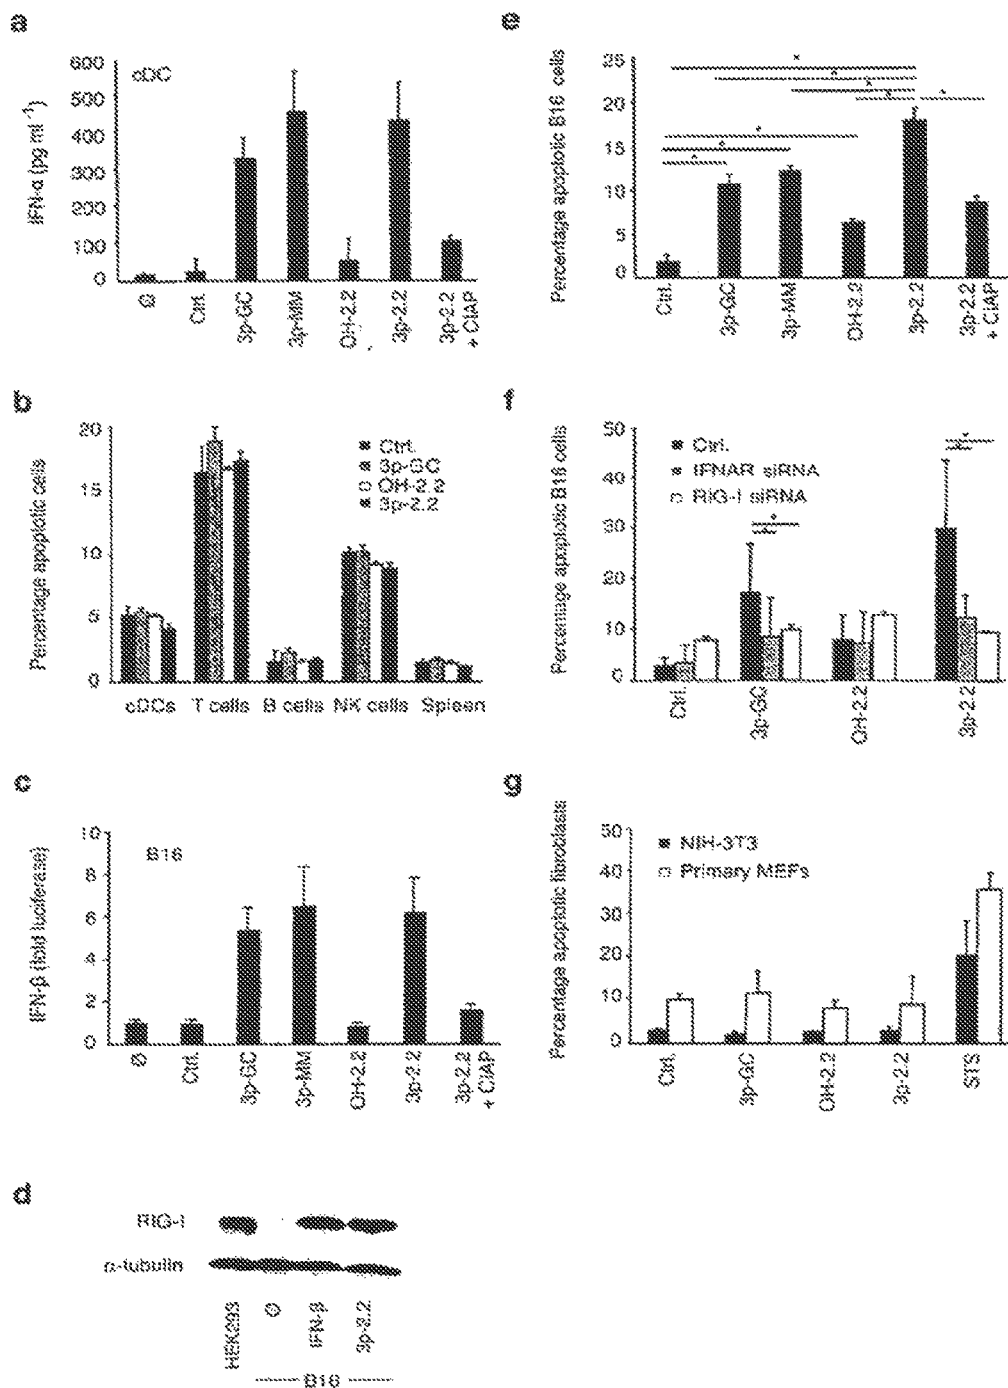 a
cDC
IFN-α (pg ml⁻¹)
600
500
400
300
200
100
0
Ø
Ctrl.
3p-GC
3p-MM
OH-2.2
3p-2.2
3p-2.2
+ CIAP
b
Percentage apoptotic cells
20
15
10
5
0
Ctrl.
3p-GC
OH-2.2
3p-2.2
cDCs
T cells
B cells
NK cells
Spleen
c
B16
IFN-β (fold luciferase)
10
8
6
4
2
0
Ø
Ctrl.
3p-GC
3p-MM
OH-2.2
3p-2.2
3p-2.2
+ CIAP
d
RIG-I
α-tubulin
HEK293
Ø
IFN-β
3p-2.2
B16
e
Percentage apoptotic B16 cells
25
20
15
10
5
0
Ctrl.
3p-GC
3p-MM
OH-2.2
3p-2.2
3p-2.2
+ CIAP
f
Percentage apoptotic B16 cells
50
40
30
20
10
0
Ctrl.
IFNAR siRNA
RIG-I siRNA
Ctrl.
3p-GC
OH-2.2
3p-2.2
g
Percentage apoptotic fibroblasts
50
40
30
20
10
0
NIH-3T3
Primary MEFs
Ctrl.
3p-GC
OH-2.2
3p-2.2
STS